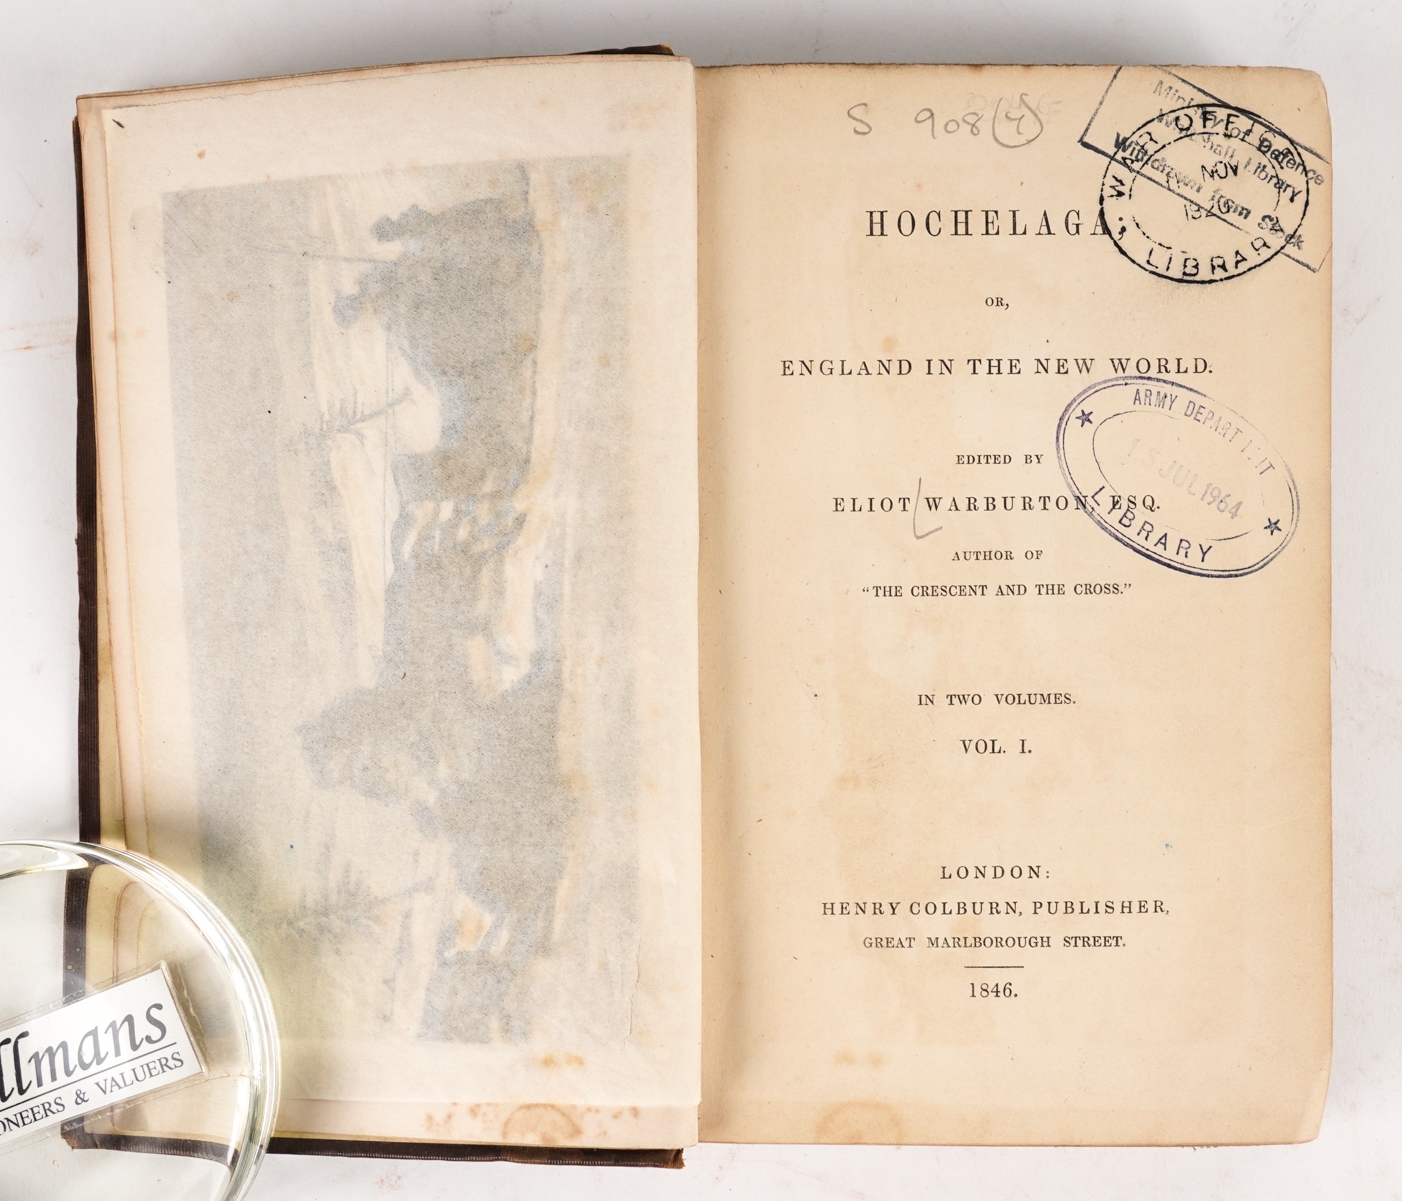 S 908(4)
Ministry of Defence
Whitehall Library
Withdrawn from Stock
WAR OFFICE
NOV
LIBRARY
HOCHELAGA;
OR,
ENGLAND IN THE NEW WORLD.
ARMY DEPARTMENT
JUL 1964
LIBRARY
EDITED BY
ELIOT WARBURTON, ESQ.
AUTHOR OF
"THE CRESCENT AND THE CROSS."
IN TWO VOLUMES.
VOL. I.
LONDON:
HENRY COLBURN, PUBLISHER,
GREAT MARLBOROUGH STREET.
1846.
llmans
ONEERS & VALUERS